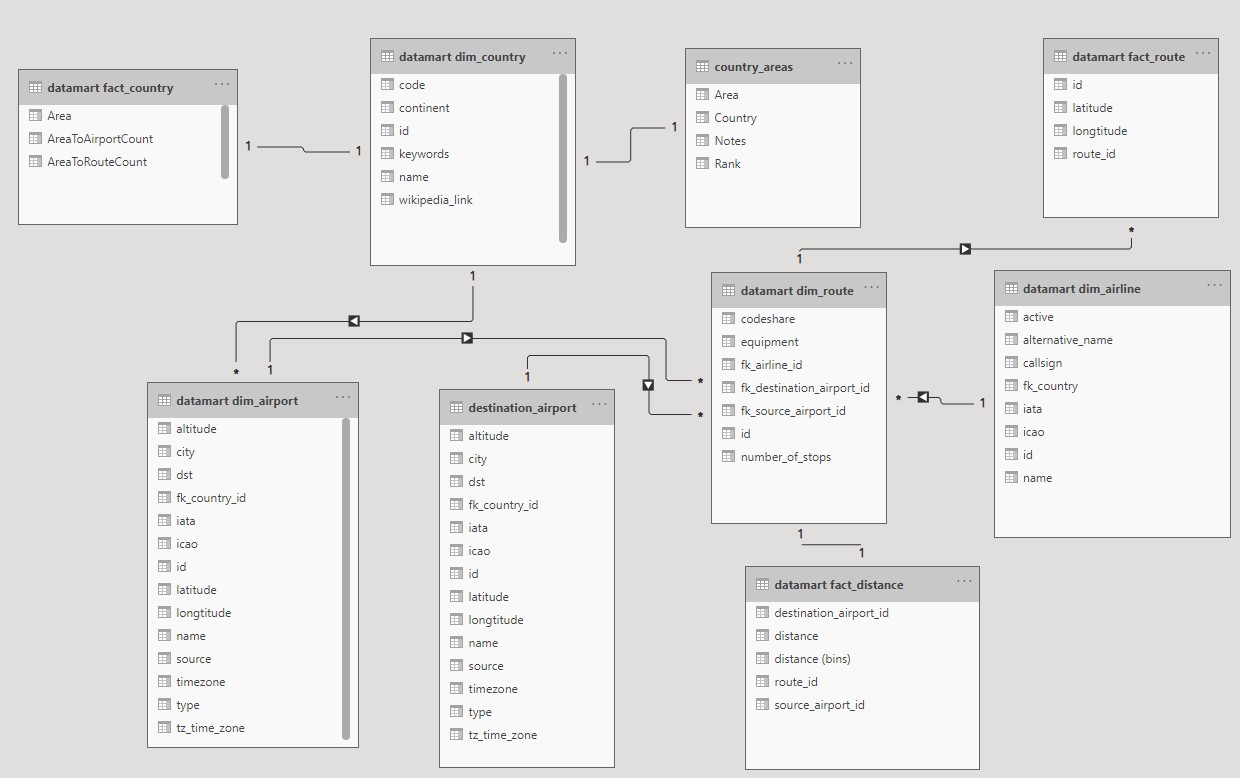 datamart fact_country ...
Area
AreaToAirportCount
AreaToRouteCount
1
1
datamart dim_country ...
code
continent
id
keywords
name
wikipedia_link
1
1
country_areas ...
Area
Country
Notes
Rank
datamart fact_route ...
id
latitude
longtitude
route_id
*
1
1
*
1
datamart dim_airport ...
altitude
city
dst
fk_country_id
iata
icao
id
latitude
longtitude
name
source
timezone
type
tz_time_zone
1
destination_airport ...
altitude
city
dst
fk_country_id
iata
icao
id
latitude
longtitude
name
source
timezone
type
tz_time_zone
*
*
datamart dim_route ...
codeshare
equipment
fk_airline_id
fk_destination_airport_id
fk_source_airport_id
id
number_of_stops
*
1
datamart dim_airline ...
active
alternative_name
callsign
fk_country
iata
icao
id
name
1
1
datamart fact_distance ...
destination_airport_id
distance
distance (bins)
route_id
source_airport_id